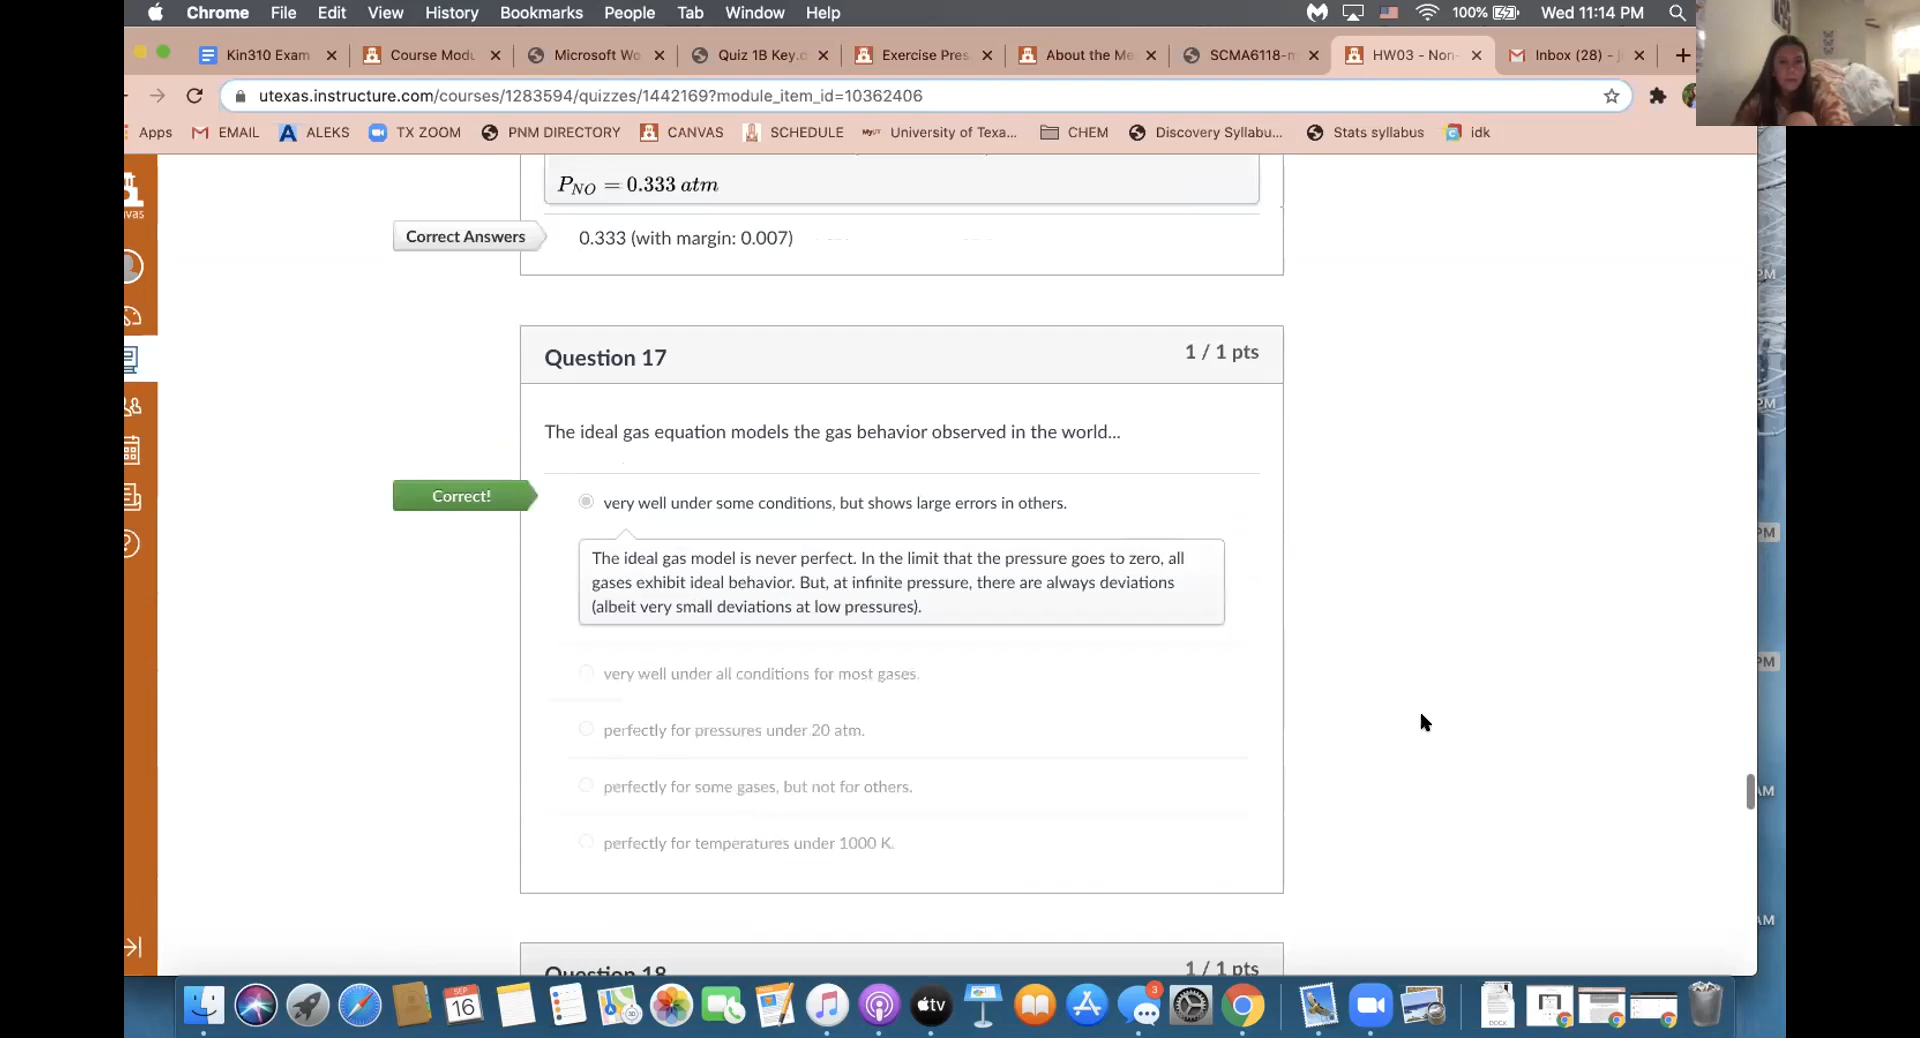 Chrome File Edit View History Bookmarks People Tab Window Help 100% Wed 11:14 PM
Kin310 Exam Course Modu Microsoft Wo Quiz 1B Key.c Exercise Pres About the Me SCMA6118-m HW03 - Non- Inbox (28) -
utexas.instructure.com/courses/1283594/quizzes/1442169?module_item_id=10362406
Apps EMAIL ALEKS TX ZOOM PNM DIRECTORY CANVAS SCHEDULE University of Texa... CHEM Discovery Syllabu... Stats syllabus idk
P_NO = 0.333 atm
Correct Answers 0.333 (with margin: 0.007)
Question 17 1 / 1 pts
The ideal gas equation models the gas behavior observed in the world...
Correct! very well under some conditions, but shows large errors in others.
The ideal gas model is never perfect. In the limit that the pressure goes to zero, all
gases exhibit ideal behavior. But, at infinite pressure, there are always deviations
(albeit very small deviations at low pressures).
very well under all conditions for most gases.
perfectly for pressures under 20 atm.
perfectly for some gases, but not for others.
perfectly for temperatures under 1000 K.
Question 18 1 / 1 pts
SEP
16
tv
3
DOCX